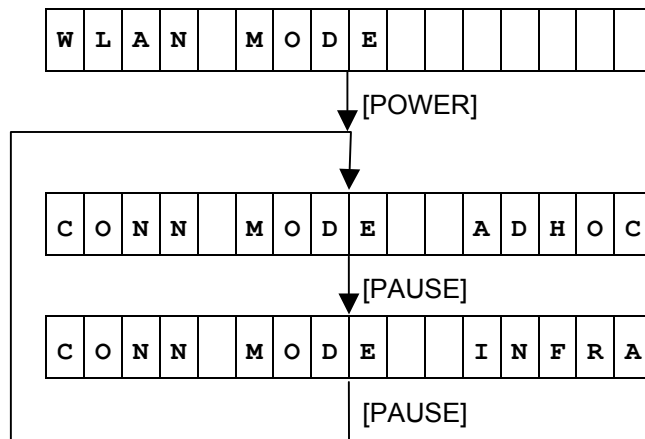 WLAN MODE
[POWER]
CONN MODE  ADHOC
[PAUSE]
CONN MODE  INFRA
[PAUSE]